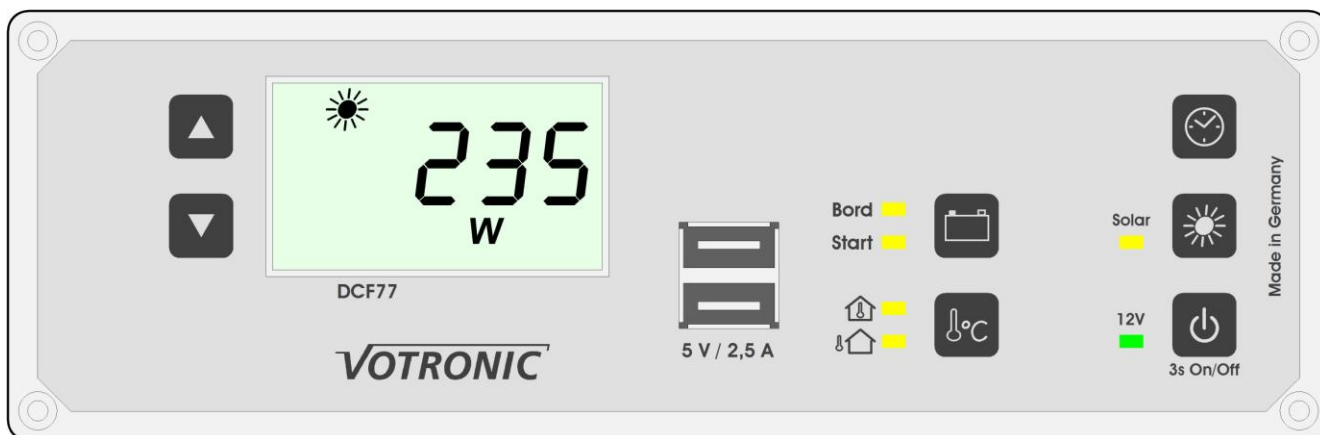 235
W
DCF77
VOTRONIC
5 V / 2,5 A
Bord
Start
°C
Solar
12V
3s On/Off
Made in Germany